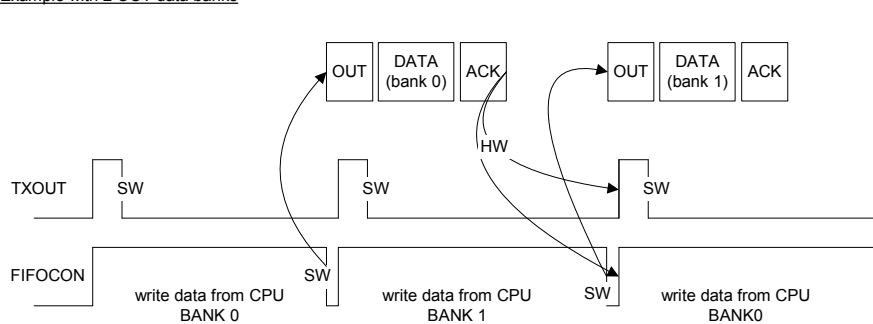 Example with 2 OUT data banks
OUT DATA (bank 0) ACK OUT DATA (bank 1) ACK
HW
TXOUT SW SW SW
FIFOCON SW SW
write data from CPU write data from CPU write data from CPU
BANK 0 BANK 1 BANK0